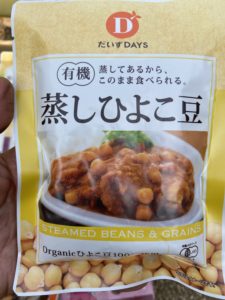 D
だいずDAYS
有機
蒸してあるから、
このまま食べられる。
蒸しひよこ豆
STEAMED BEANS & GRAINS
Organicひよこ豆100%
JAS